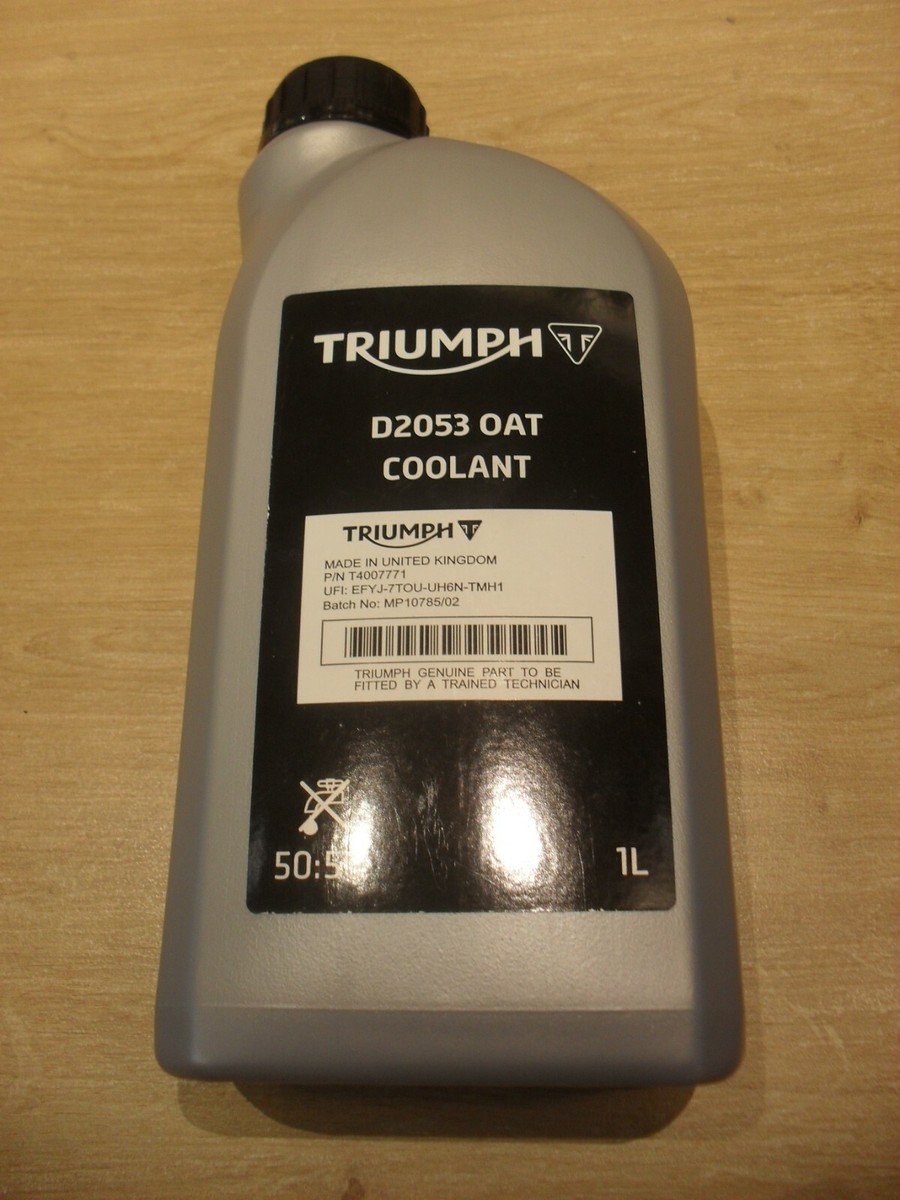 TRIUMPH
D2053 OAT
COOLANT
TRIUMPH
MADE IN UNITED KINGDOM
P/N T4007771
UFI: EFYJ-7TOU-UH6N-TMH1
Batch No: MP10785/02
TRIUMPH GENUINE PART TO BE
FITTED BY A TRAINED TECHNICIAN
1L